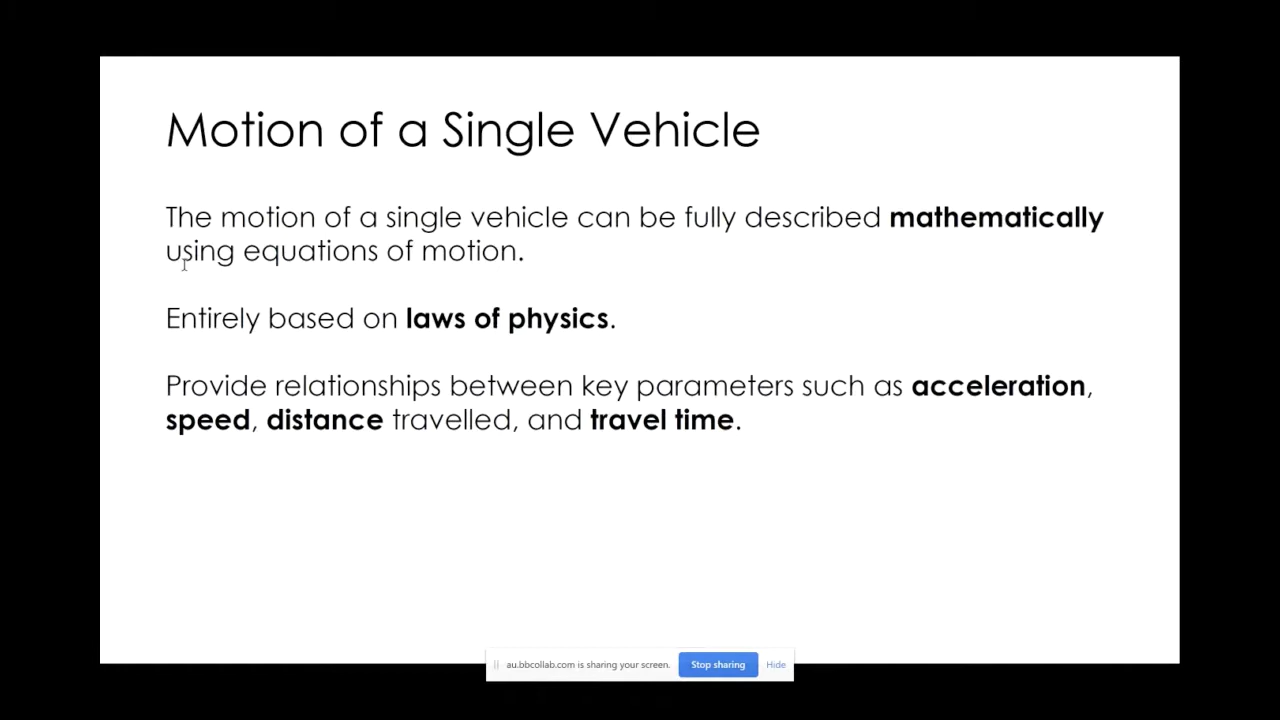 Motion of a Single Vehicle
The motion of a single vehicle can be fully described mathematically
using equations of motion.
Entirely based on laws of physics.
Provide relationships between key parameters such as acceleration,
speed, distance travelled, and travel time.
au.bbcollab.com is sharing your screen. Stop sharing Hide